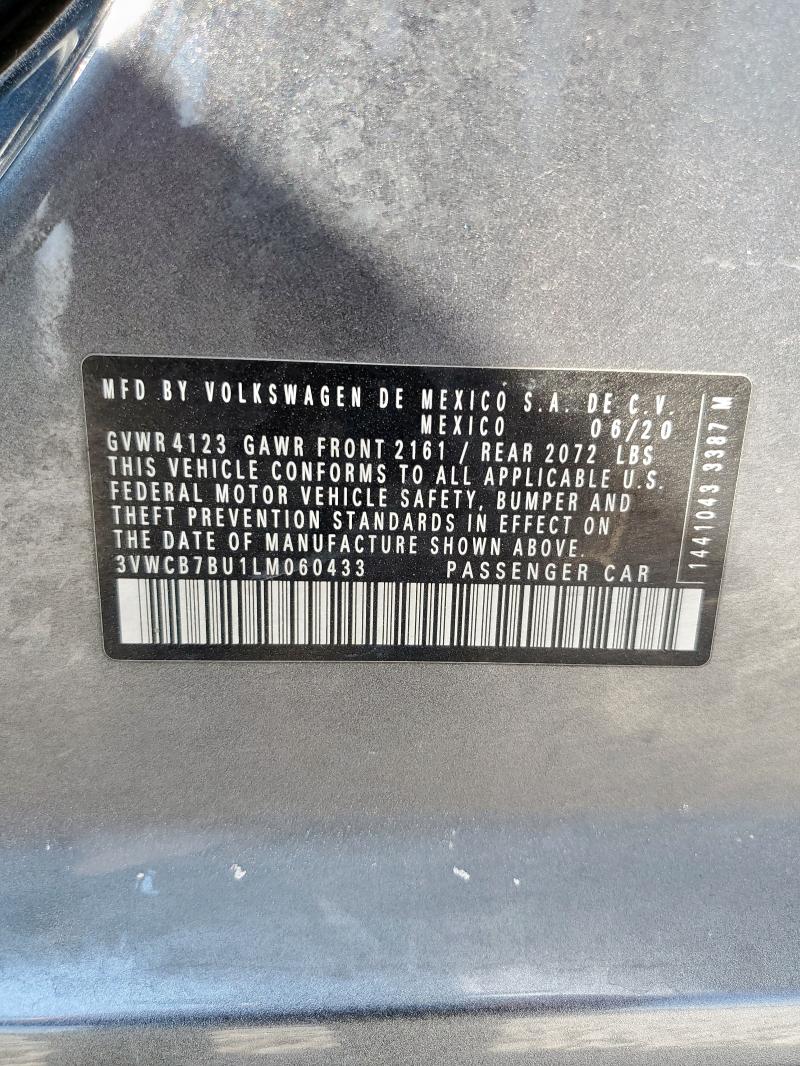 MFD BY VOLKSWAGEN DE MEXICO S.A. DE C.V.
MEXICO 06/20
GVWR 4123 GAWR FRONT 2161 / REAR 2072 LBS
THIS VEHICLE CONFORMS TO ALL APPLICABLE U.S.
FEDERAL MOTOR VEHICLE SAFETY, BUMPER AND
THEFT PREVENTION STANDARDS IN EFFECT ON
THE DATE OF MANUFACTURE SHOWN ABOVE.
3VWCB7BU1LM060433 PASSENGER CAR
1441043 3387 M